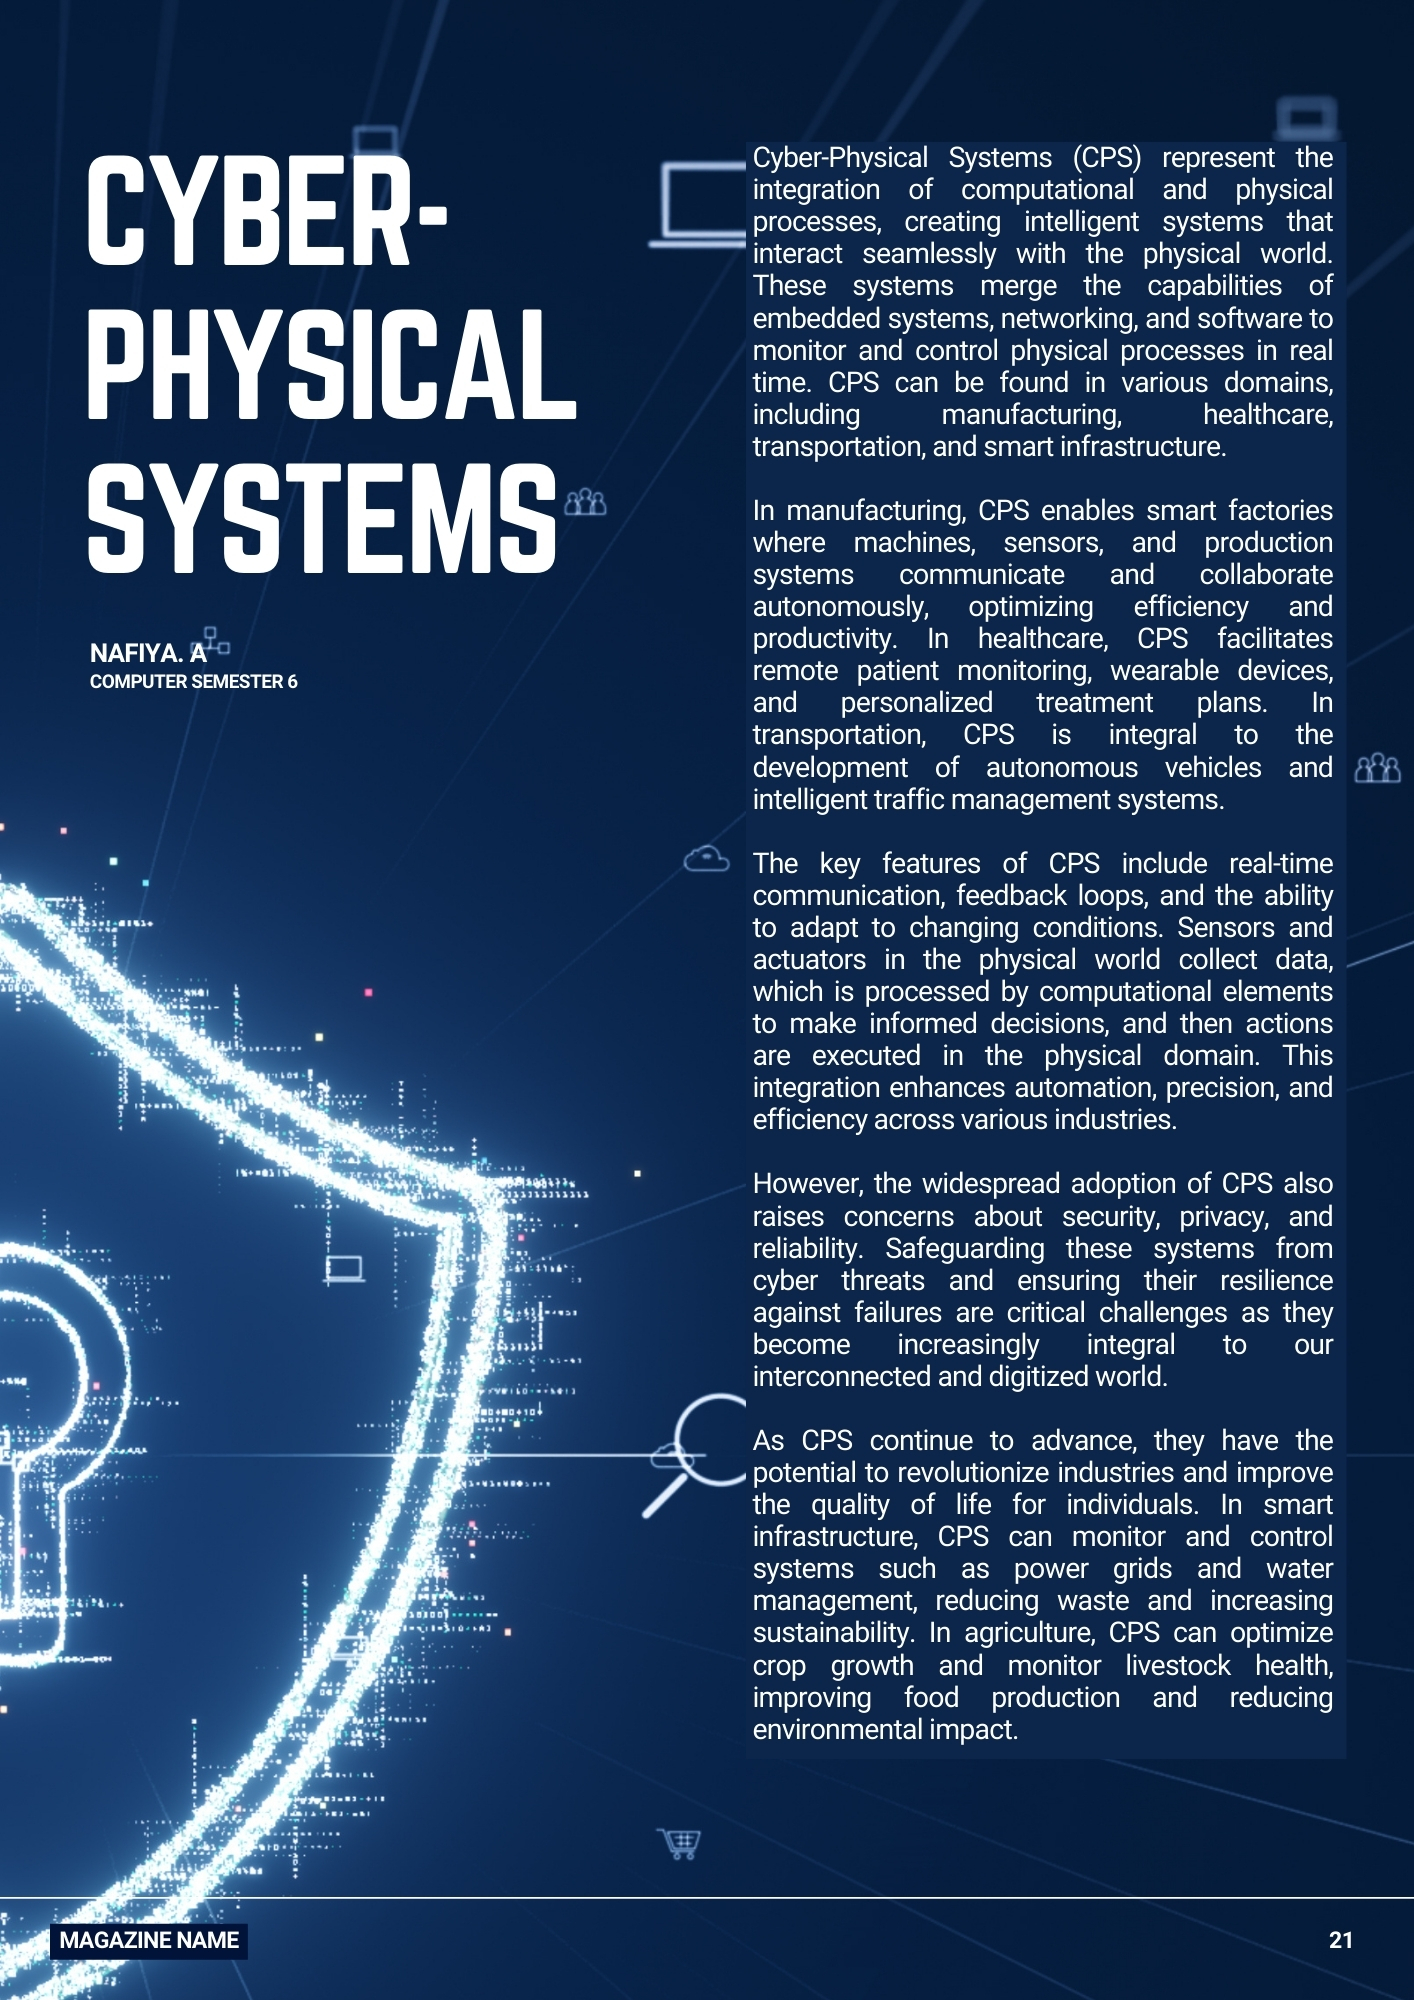 CYBER-
PHYSICAL
SYSTEMS
NAFIYA. A
COMPUTER SEMESTER 6
Cyber-Physical Systems (CPS) represent the
integration of computational and physical
processes, creating intelligent systems that
interact seamlessly with the physical world.
These systems merge the capabilities of
embedded systems, networking, and software to
monitor and control physical processes in real
time. CPS can be found in various domains,
including manufacturing, healthcare,
transportation, and smart infrastructure.
In manufacturing, CPS enables smart factories
where machines, sensors, and production
systems communicate and collaborate
autonomously, optimizing efficiency and
productivity. In healthcare, CPS facilitates
remote patient monitoring, wearable devices,
and personalized treatment plans. In
transportation, CPS is integral to the
development of autonomous vehicles and
intelligent traffic management systems.
The key features of CPS include real-time
communication, feedback loops, and the ability
to adapt to changing conditions. Sensors and
actuators in the physical world collect data,
which is processed by computational elements
to make informed decisions, and then actions
are executed in the physical domain. This
integration enhances automation, precision, and
efficiency across various industries.
However, the widespread adoption of CPS also
raises concerns about security, privacy, and
reliability. Safeguarding these systems from
cyber threats and ensuring their resilience
against failures are critical challenges as they
become increasingly integral to our
interconnected and digitized world.
As CPS continue to advance, they have the
potential to revolutionize industries and improve
the quality of life for individuals. In smart
infrastructure, CPS can monitor and control
systems such as power grids and water
management, reducing waste and increasing
sustainability. In agriculture, CPS can optimize
crop growth and monitor livestock health,
improving food production and reducing
environmental impact.
MAGAZINE NAME
21